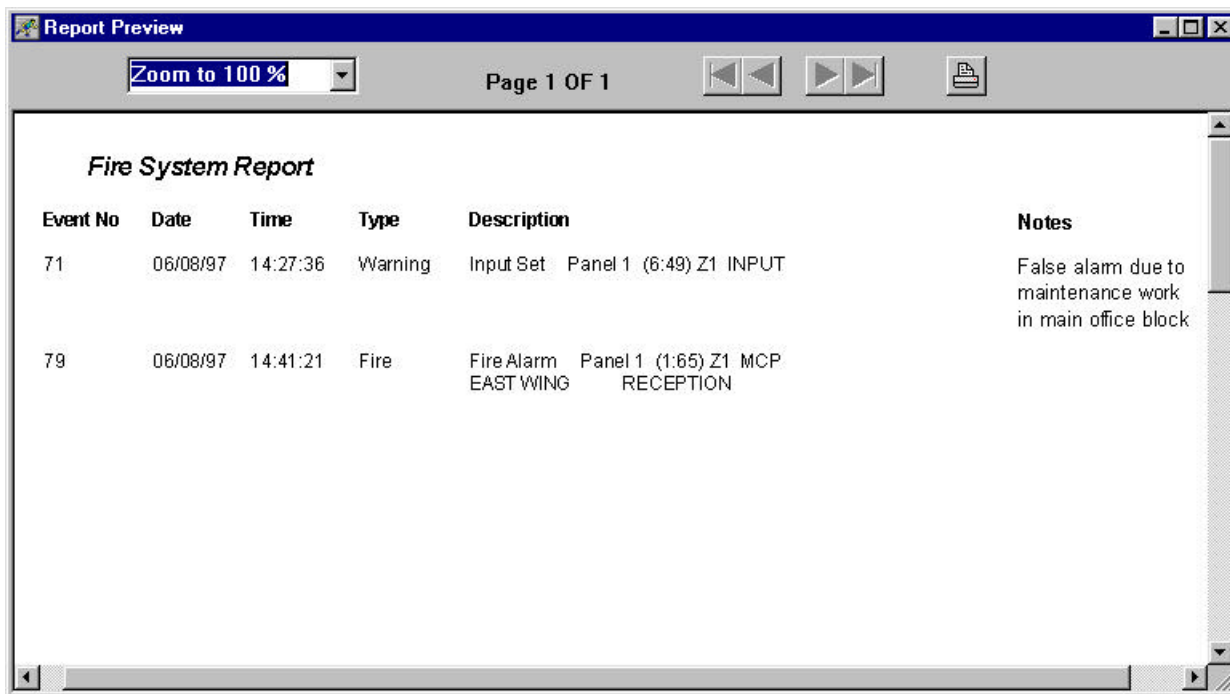 Report Preview
Zoom to 100 %
Page 1 OF 1
Fire System Report
Event No Date Time Type Description Notes
71 06/08/97 14:27:36 Warning Input Set Panel 1 (6:49) Z1 INPUT False alarm due to
maintenance work
in main office block
79 06/08/97 14:41:21 Fire Fire Alarm Panel 1 (1:65) Z1 MCP
EAST WING RECEPTION